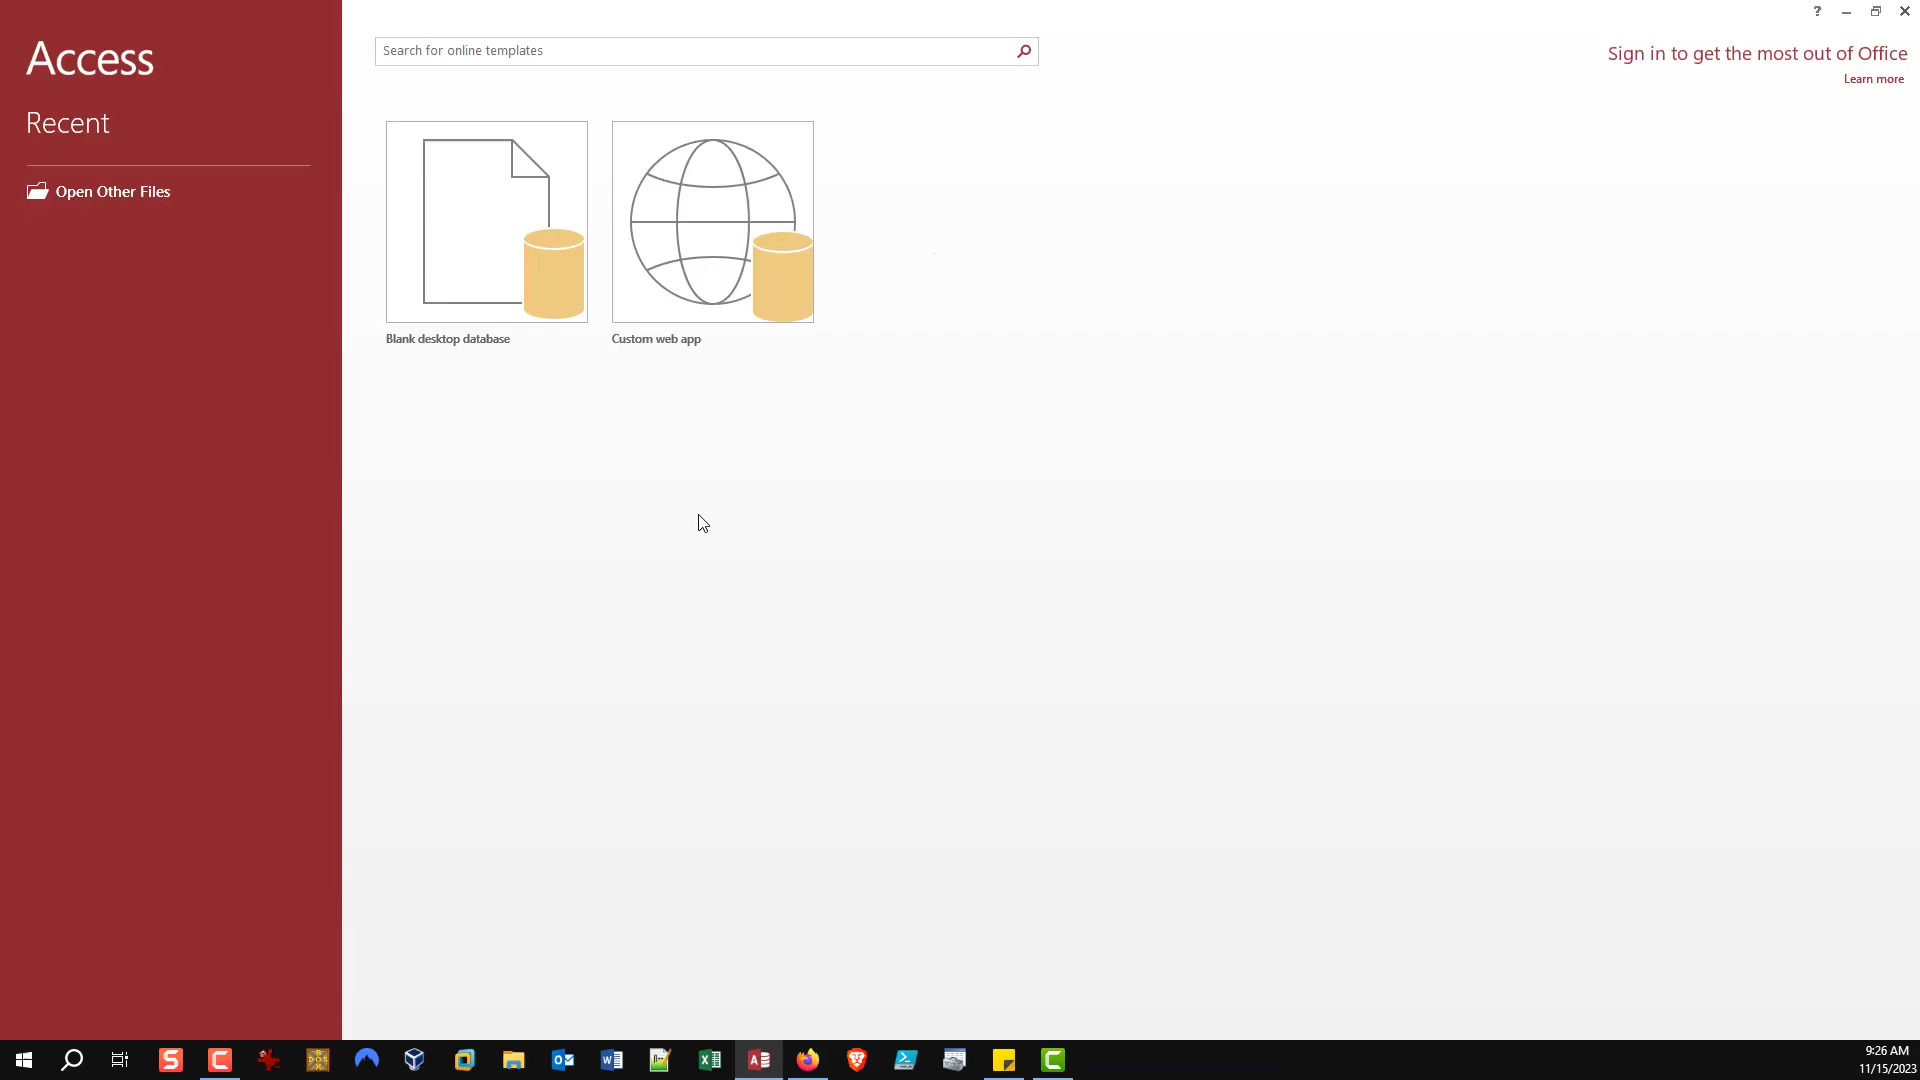 Access
Recent
Open Other Files
Search for online templates
?
Sign in to get the most out of Office
Learn more
Blank desktop database
Custom web app
9:26 AM
11/15/2023